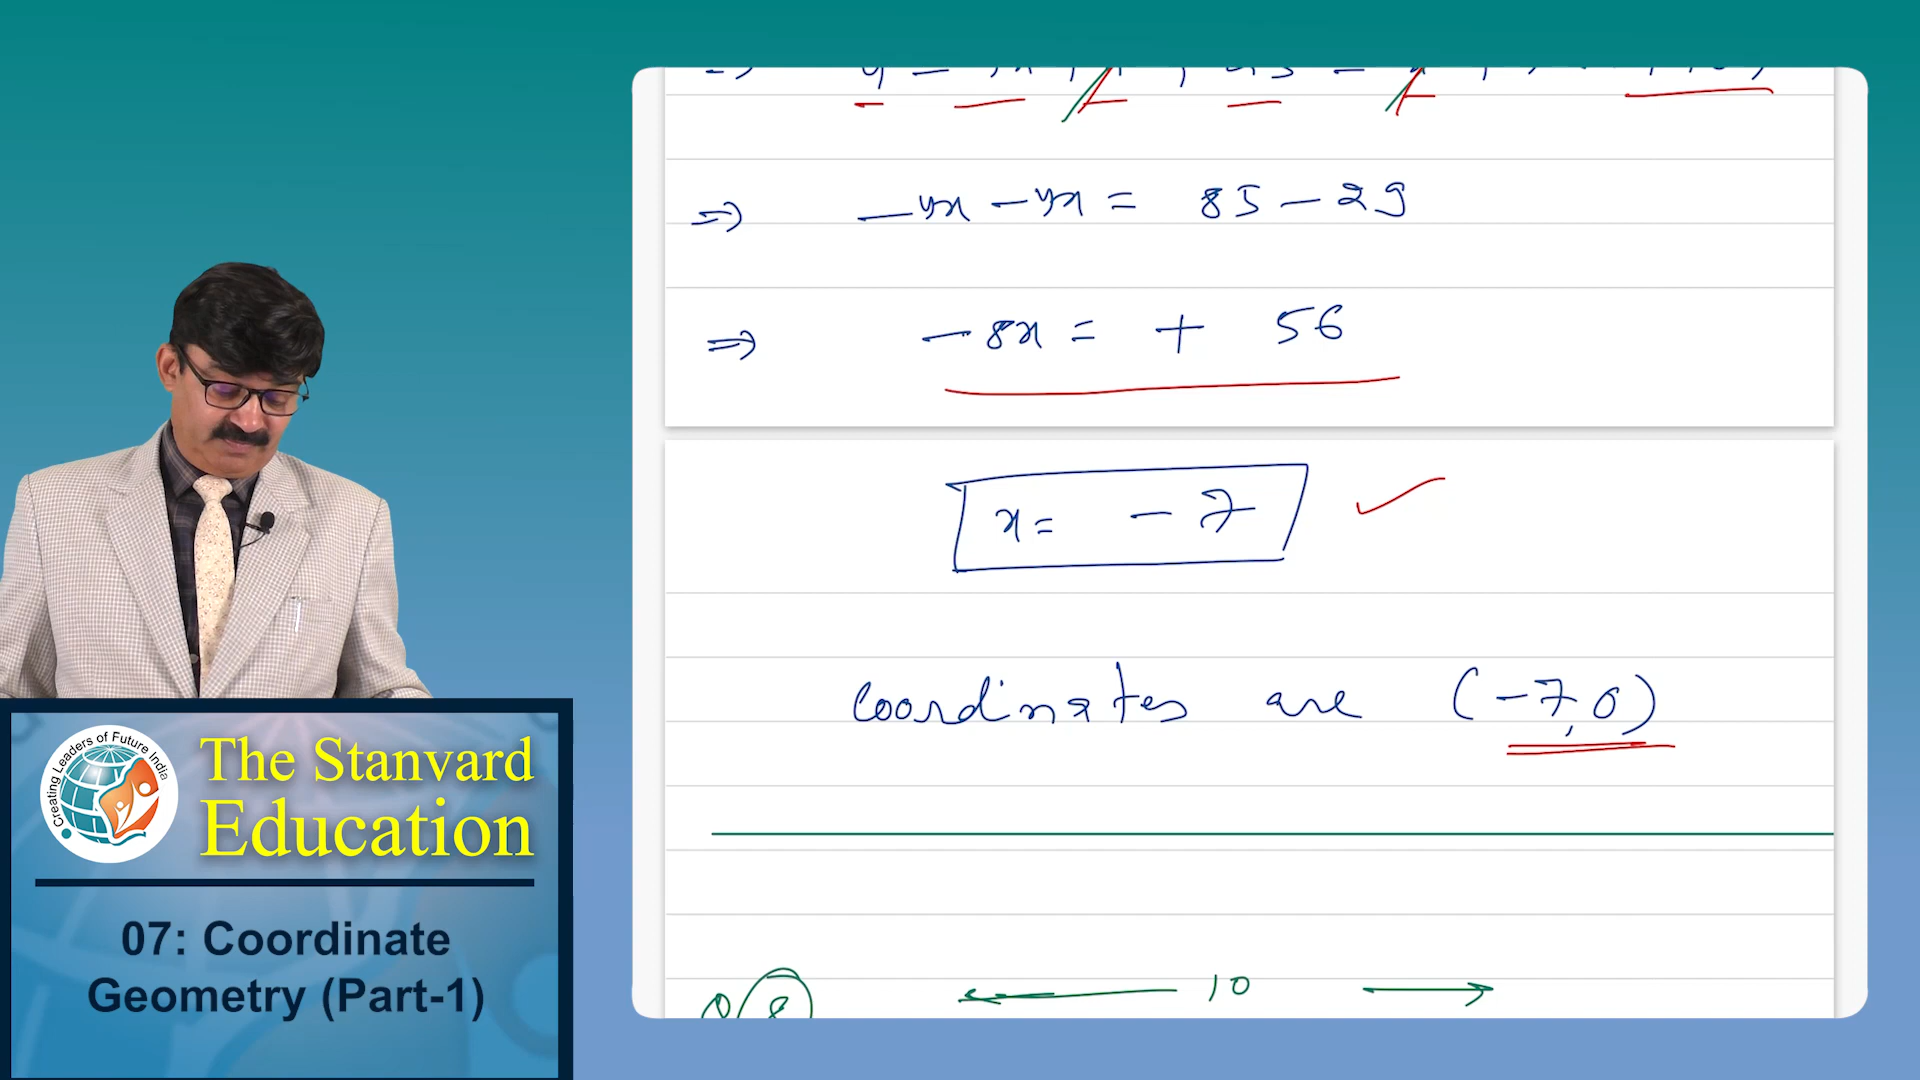 ⇒ -4x - 4x = 85 - 29
⇒ -8x = + 56
x = - 7
coordinates are (-7, 0)
10
8
Creating Leaders of Future India
The Stanvard
Education
07: Coordinate
Geometry (Part-1)